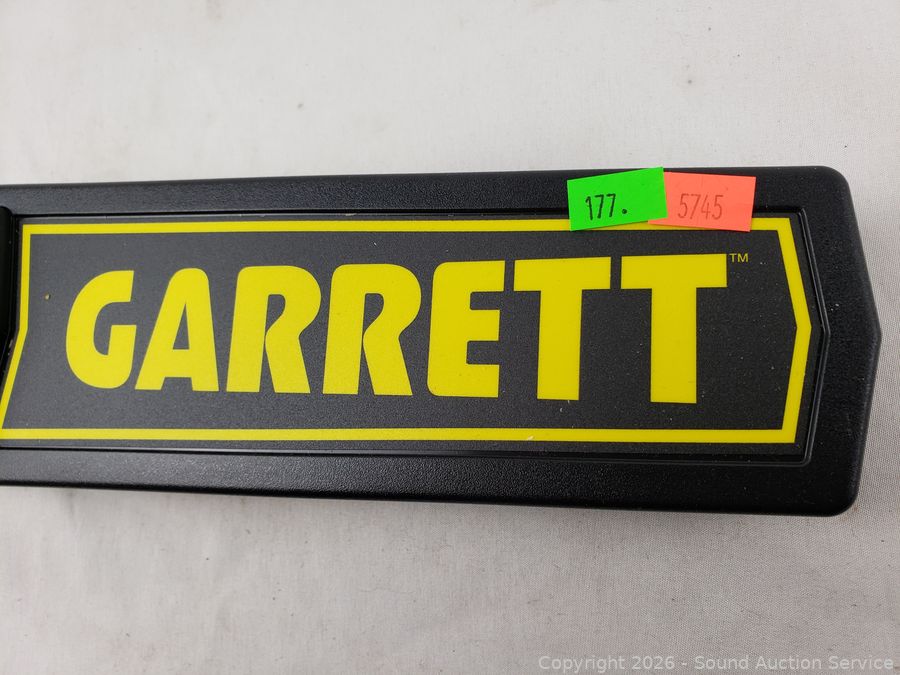 177.
5745
GARRETT™
Copyright 2026 - Sound Auction Service